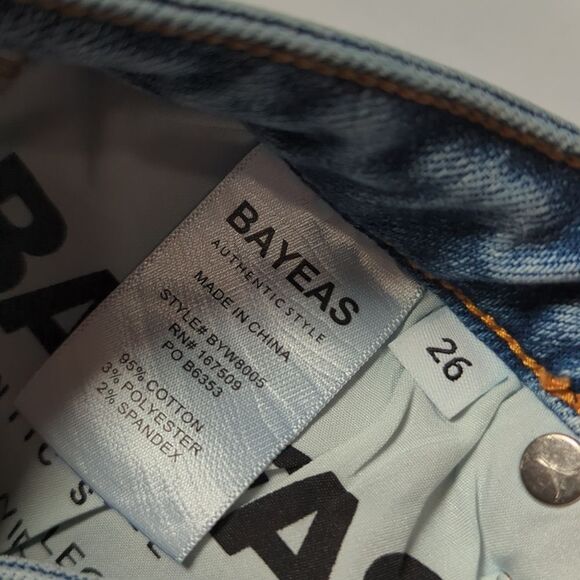 BAYEAS
AUTHENTIC STYLE
MADE IN CHINA
STYLE# BYW8005
RN# 167509
PO B6353
95% COTTON
3% POLYESTER
2% SPANDEX
26